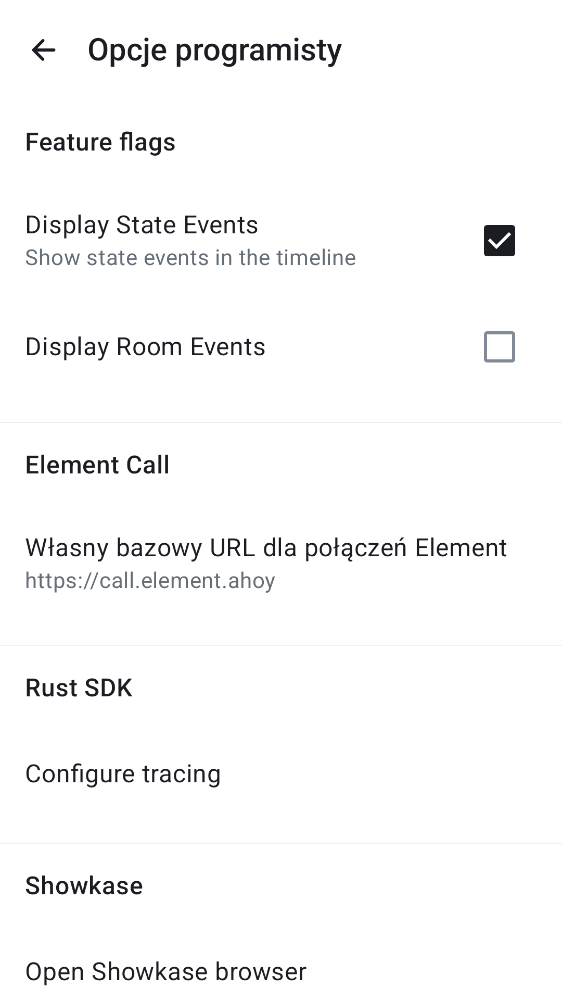 Opcje programisty
Feature flags
Display State Events
Show state events in the timeline
Display Room Events
Element Call
Własny bazowy URL dla połączeń Element
https://call.element.ahoy
Rust SDK
Configure tracing
Showkase
Open Showkase browser